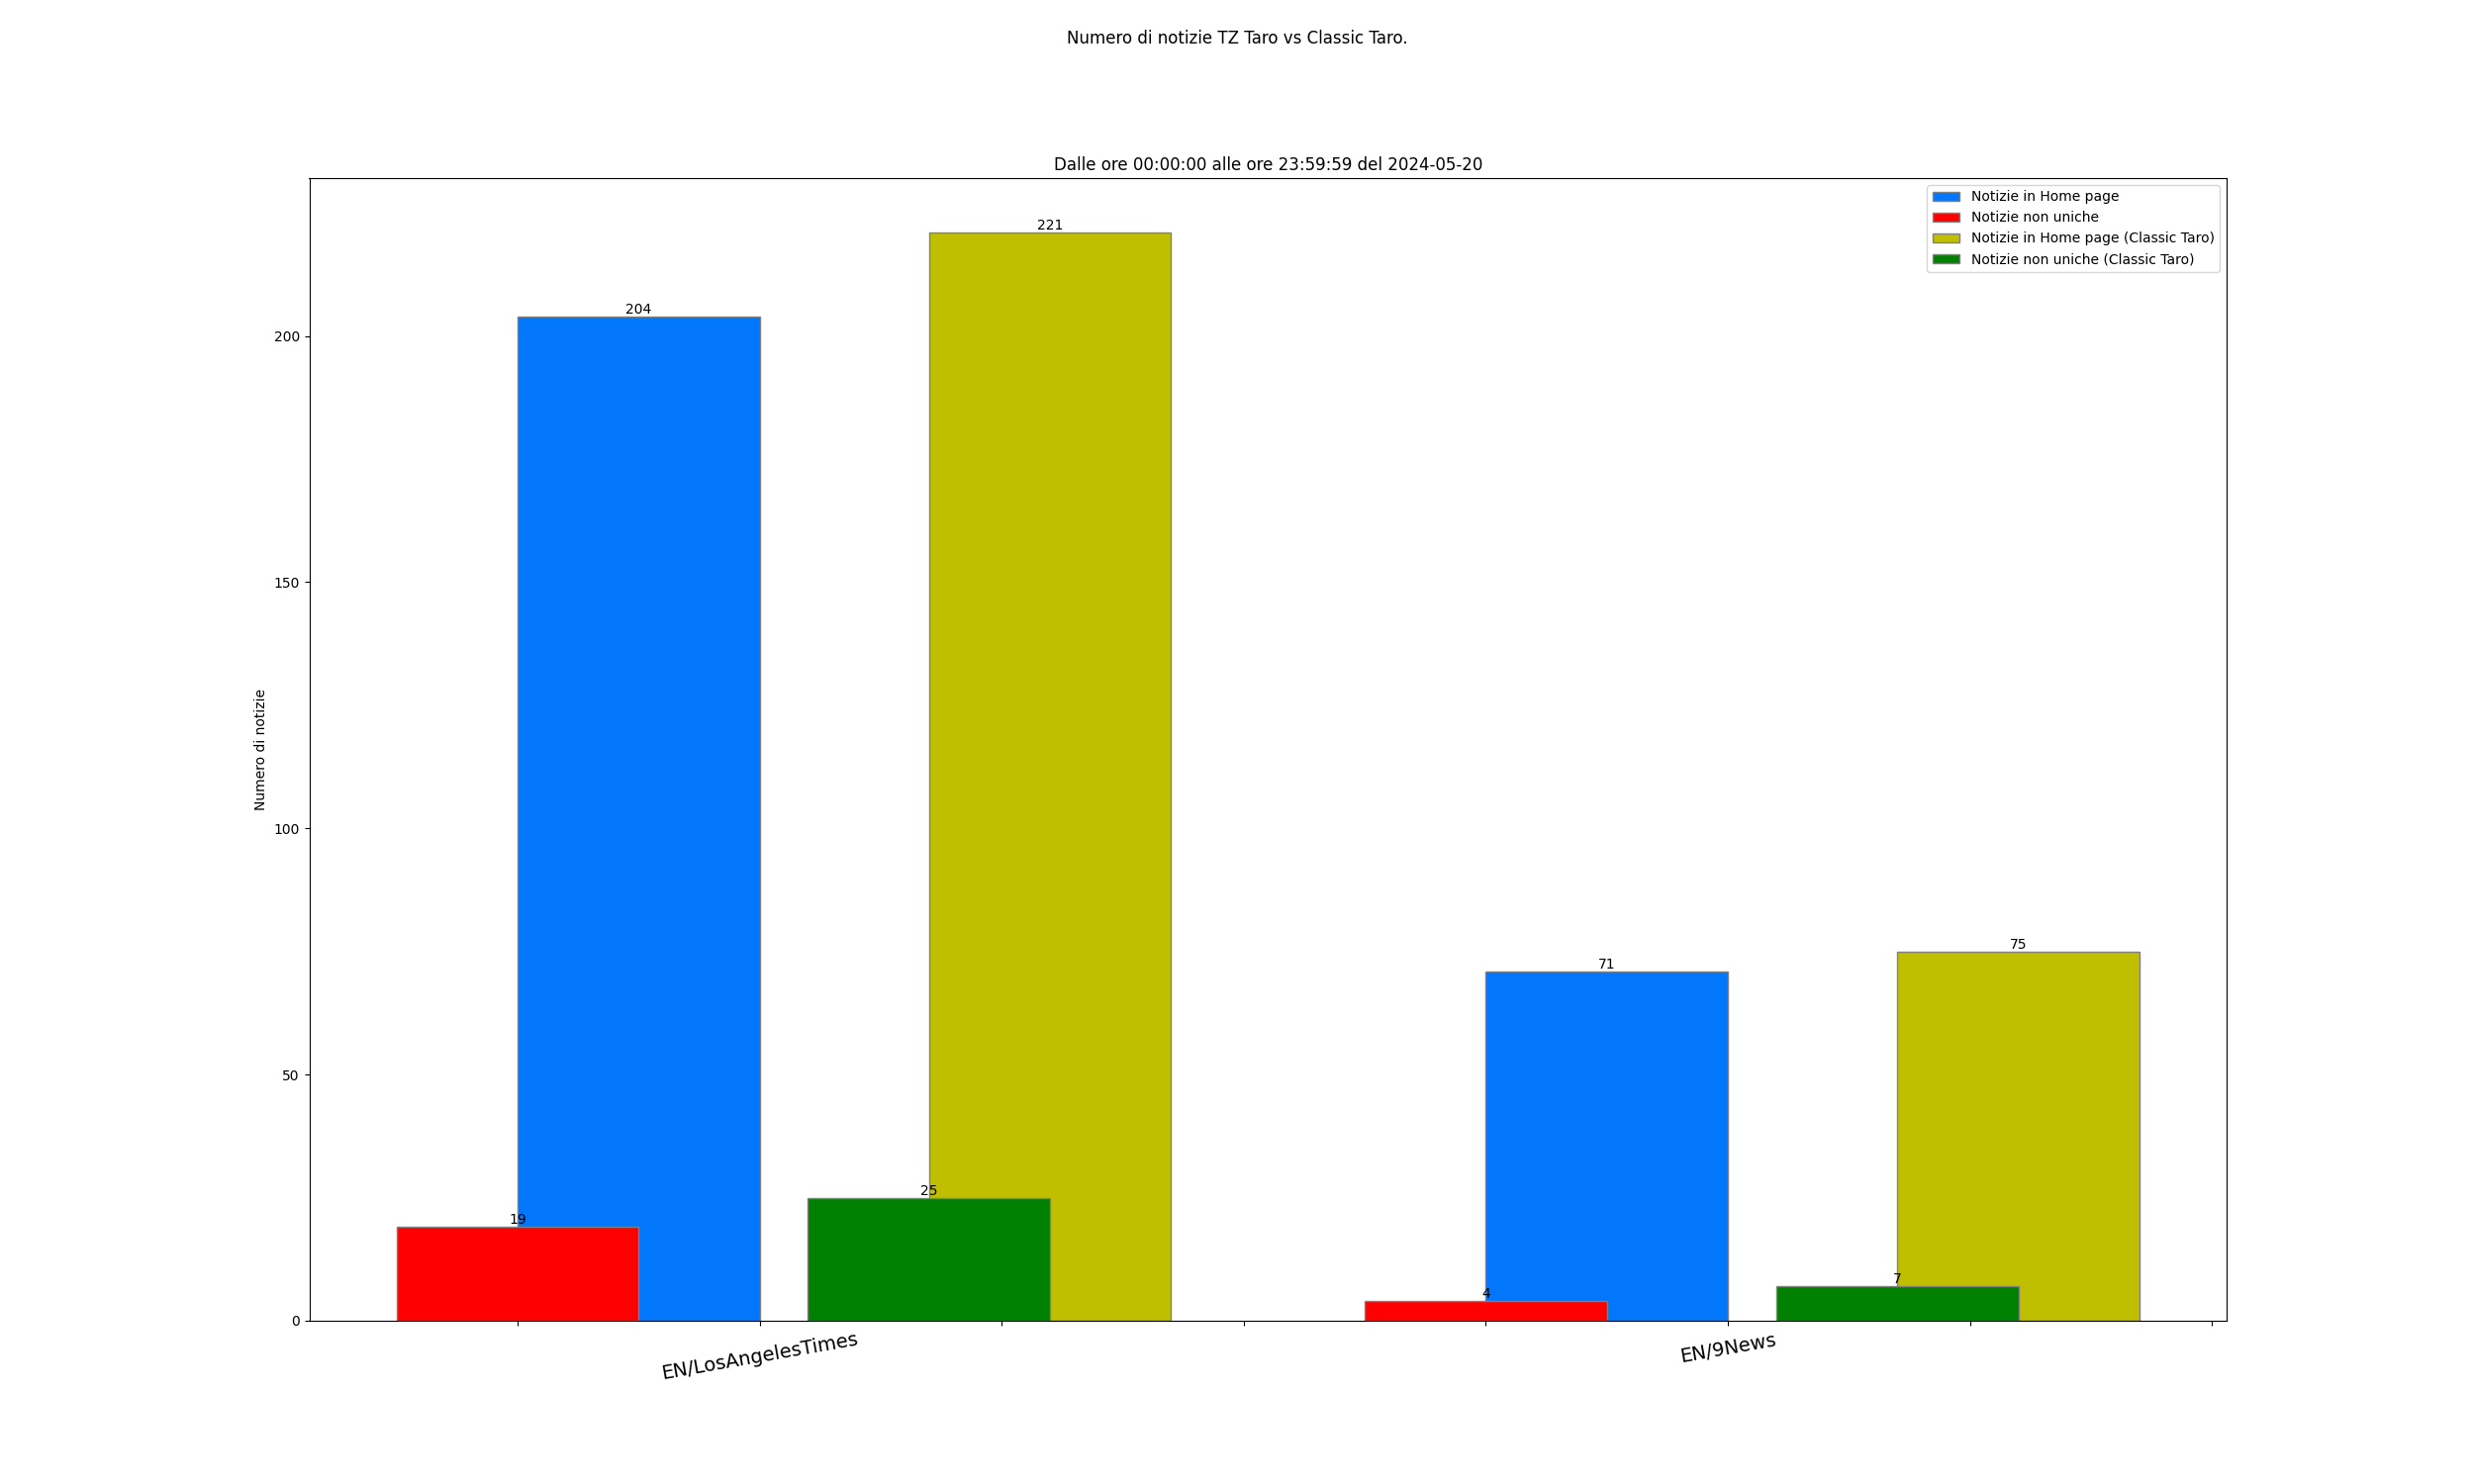 Numero di notizie TZ Taro vs Classic Taro.
Dalle ore 00:00:00 alle ore 23:59:59 del 2024-05-20
Notizie in Home page
Notizie non uniche
Notizie in Home page (Classic Taro)
Notizie non uniche (Classic Taro)
Numero di notizie
200
150
100
50
0
204
221
19
25
71
75
4
7
EN/LosAngelesTimes
EN/9News